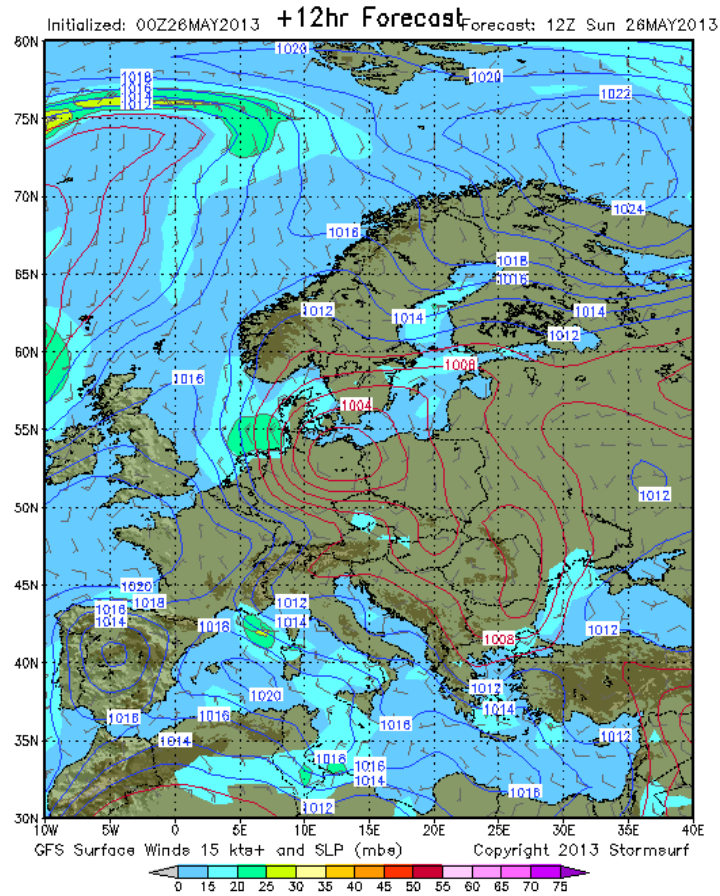 Initialized: 00Z26MAY2013 +12hr Forecast Forecast: 12Z Sun 26MAY2013
80N
1020
1018
1020
1016
1012
1022
75N
70N
1024
1016
65N
1018
1016
1012
1014
1014
1012
60N
1008
1016
1004
55N
1012
50N
45N
1020
1018
1012
1016
1014
1014
1016
1012
1008
40N
1020
1012
1014
1016
1016
1016
1014
1012
35N
1016
1016
1014
1012
1016
30N
10W 5W 0 5E 10E 15E 20E 25E 30E 35E 40E
GFS Surface Winds 15 kts+ and SLP (mbe) Copyright 2013 Stormsurf
0 15 20 25 30 35 40 45 50 55 60 65 70 75